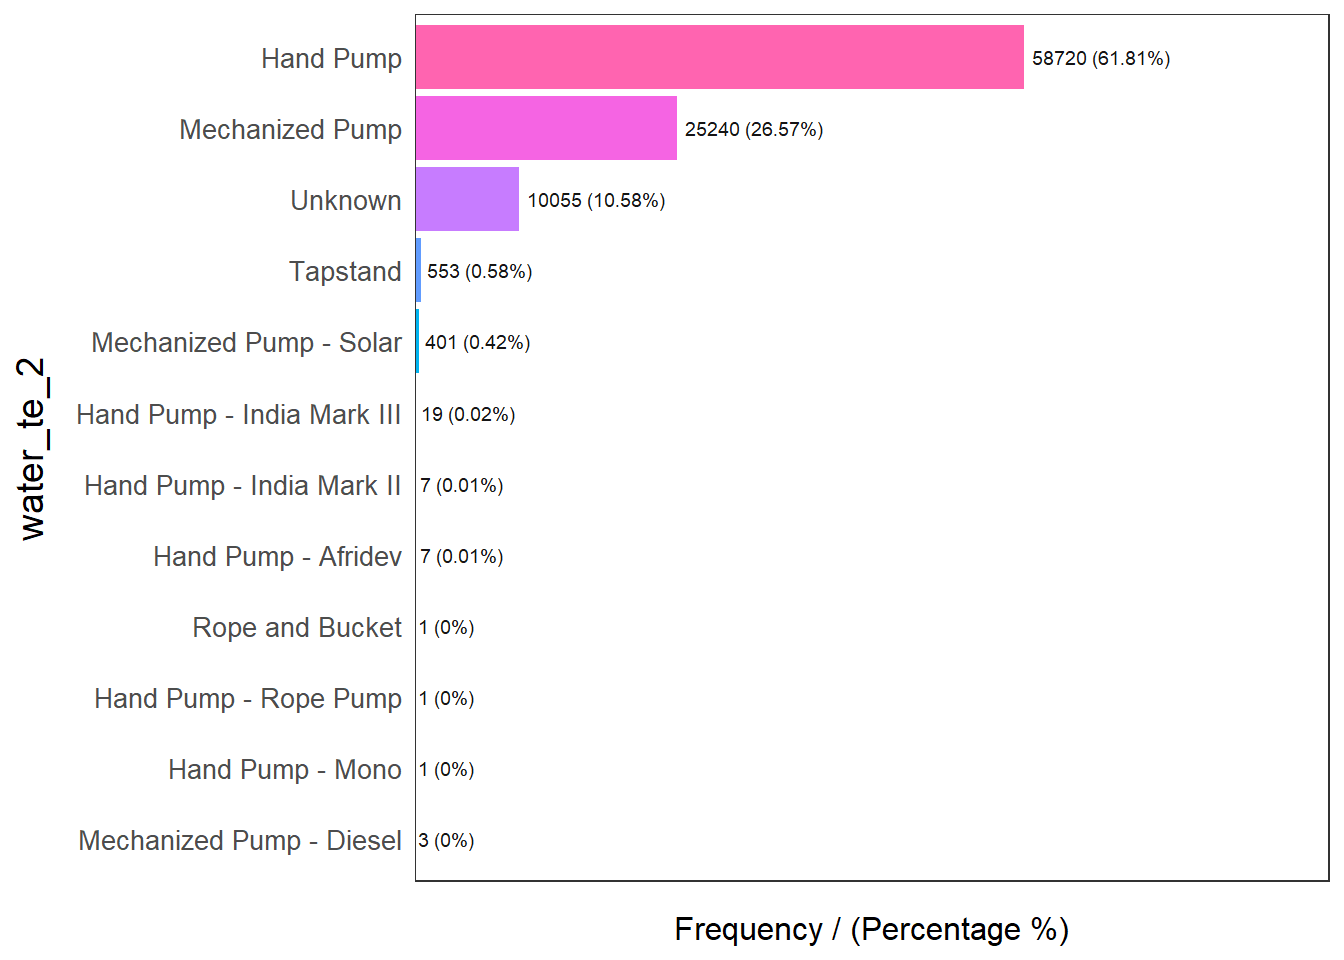 Hand Pump 58720 (61.81%)
Mechanized Pump 25240 (26.57%)
Unknown 10055 (10.58%)
Tapstand 553 (0.58%)
Mechanized Pump - Solar 401 (0.42%)
Hand Pump - India Mark III 19 (0.02%)
Hand Pump - India Mark II 7 (0.01%)
Hand Pump - Afridev 7 (0.01%)
Rope and Bucket 1 (0%)
Hand Pump - Rope Pump 1 (0%)
Hand Pump - Mono 1 (0%)
Mechanized Pump - Diesel 3 (0%)
water_te_2
Frequency / (Percentage %)